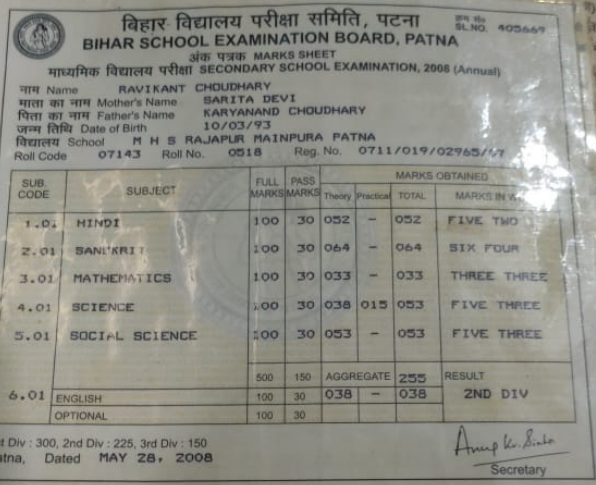 बिहार विद्यालय परीक्षा समिति, पटना
क्रम सं०
SL.NO. 405669
BIHAR SCHOOL EXAMINATION BOARD, PATNA
अंक पत्रक MARKS SHEET
माध्यमिक विद्यालय परीक्षा SECONDARY SCHOOL EXAMINATION, 2008 (Annual)
नाम Name RAVIKANT CHOUDHARY
माता का नाम Mother's Name SARITA DEVI
पिता का नाम Father's Name KARYANAND CHOUDHARY
जन्म तिथि Date of Birth 10/03/93
विद्यालय School M H S RAJAPUR MAINPURA PATNA
Roll Code 07143 Roll No. 0518 Reg. No. 0711/019/02965/07
SUB. CODE SUBJECT FULL MARKS PASS MARKS MARKS OBTAINED
Theory Practical TOTAL MARKS IN
1.01 HINDI 100 30 052 - 052 FIVE TWO
2.01 SANSKRIT 100 30 064 - 064 SIX FOUR
3.01 MATHEMATICS 100 30 033 - 033 THREE THREE
4.01 SCIENCE 100 30 038 015 053 FIVE THREE
5.01 SOCIAL SCIENCE 100 30 053 - 053 FIVE THREE
500 150 AGGREGATE 255 RESULT
6.01 ENGLISH 100 30 038 - 038 2ND DIV
OPTIONAL 100 30
t Div : 300, 2nd Div : 225, 3rd Div : 150
atna, Dated MAY 28, 2008
Anup Kr. Sinha
Secretary